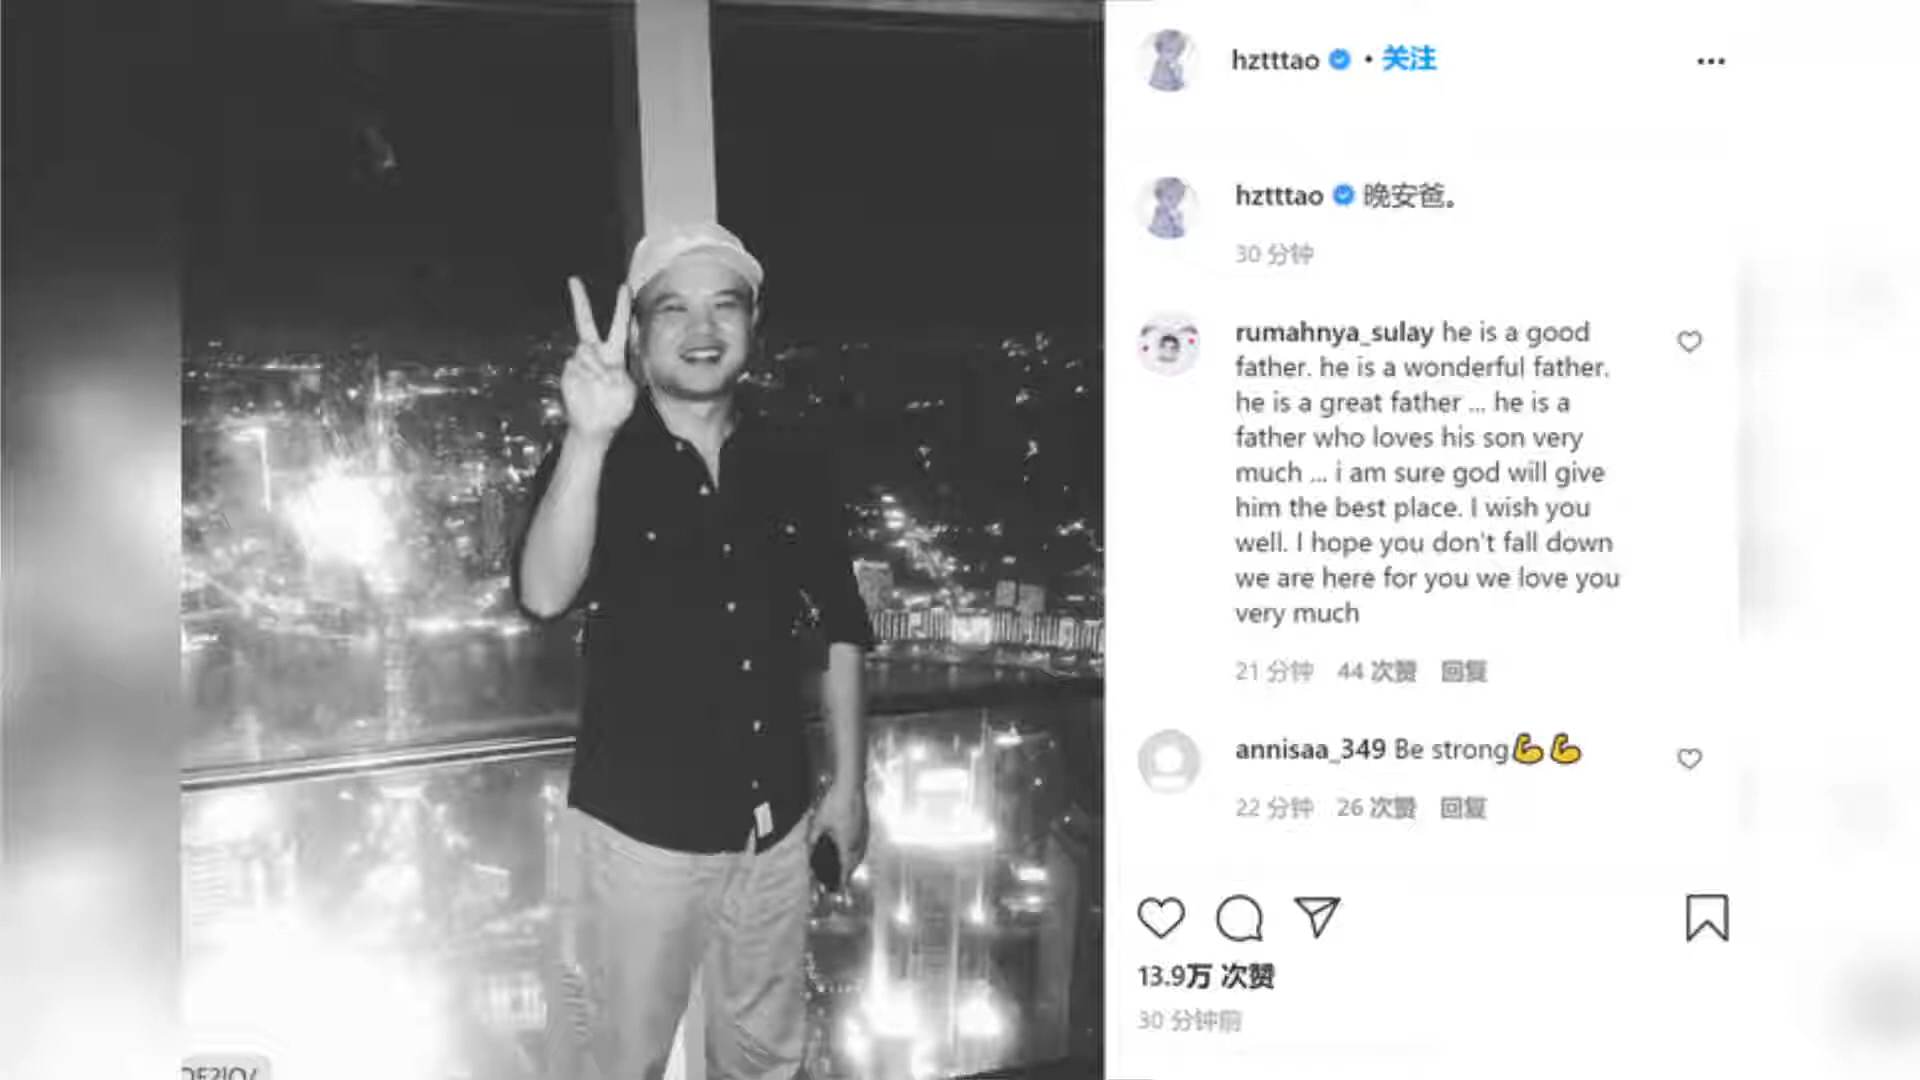 hztttao • 关注
hztttao 晚安爸。
30 分钟
rumahnya_sulay he is a good
father. he is a wonderful father.
he is a great father ... he is a
father who loves his son very
much ... i am sure god will give
him the best place. I wish you
well. I hope you don't fall down
we are here for you we love you
very much
21 分钟 44 次赞 回复
annisaa_349 Be strong💪💪
22 分钟 26 次赞 回复
13.9万 次赞
30 分钟前